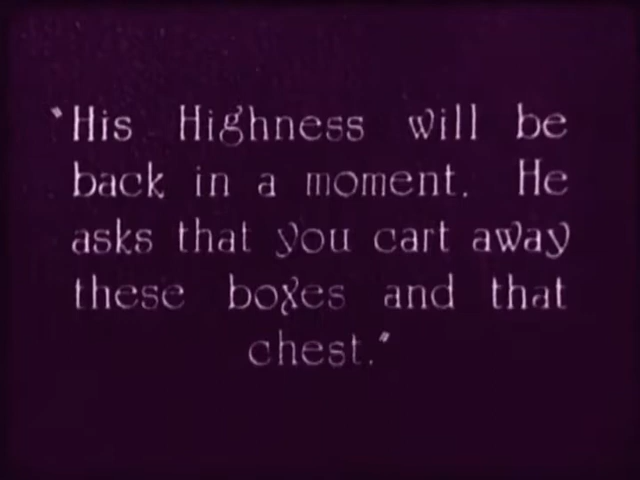 "His Highness will be
back in a moment. He
asks that you cart away
these boxes and that
chest."